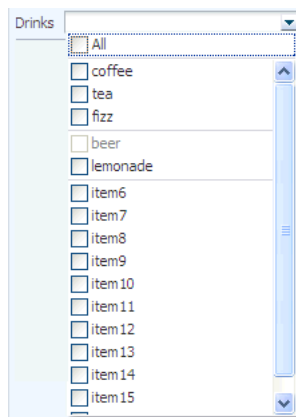 Drinks
All
coffee
tea
fizz
beer
lemonade
item6
item7
item8
item9
item10
item11
item12
item13
item14
item15